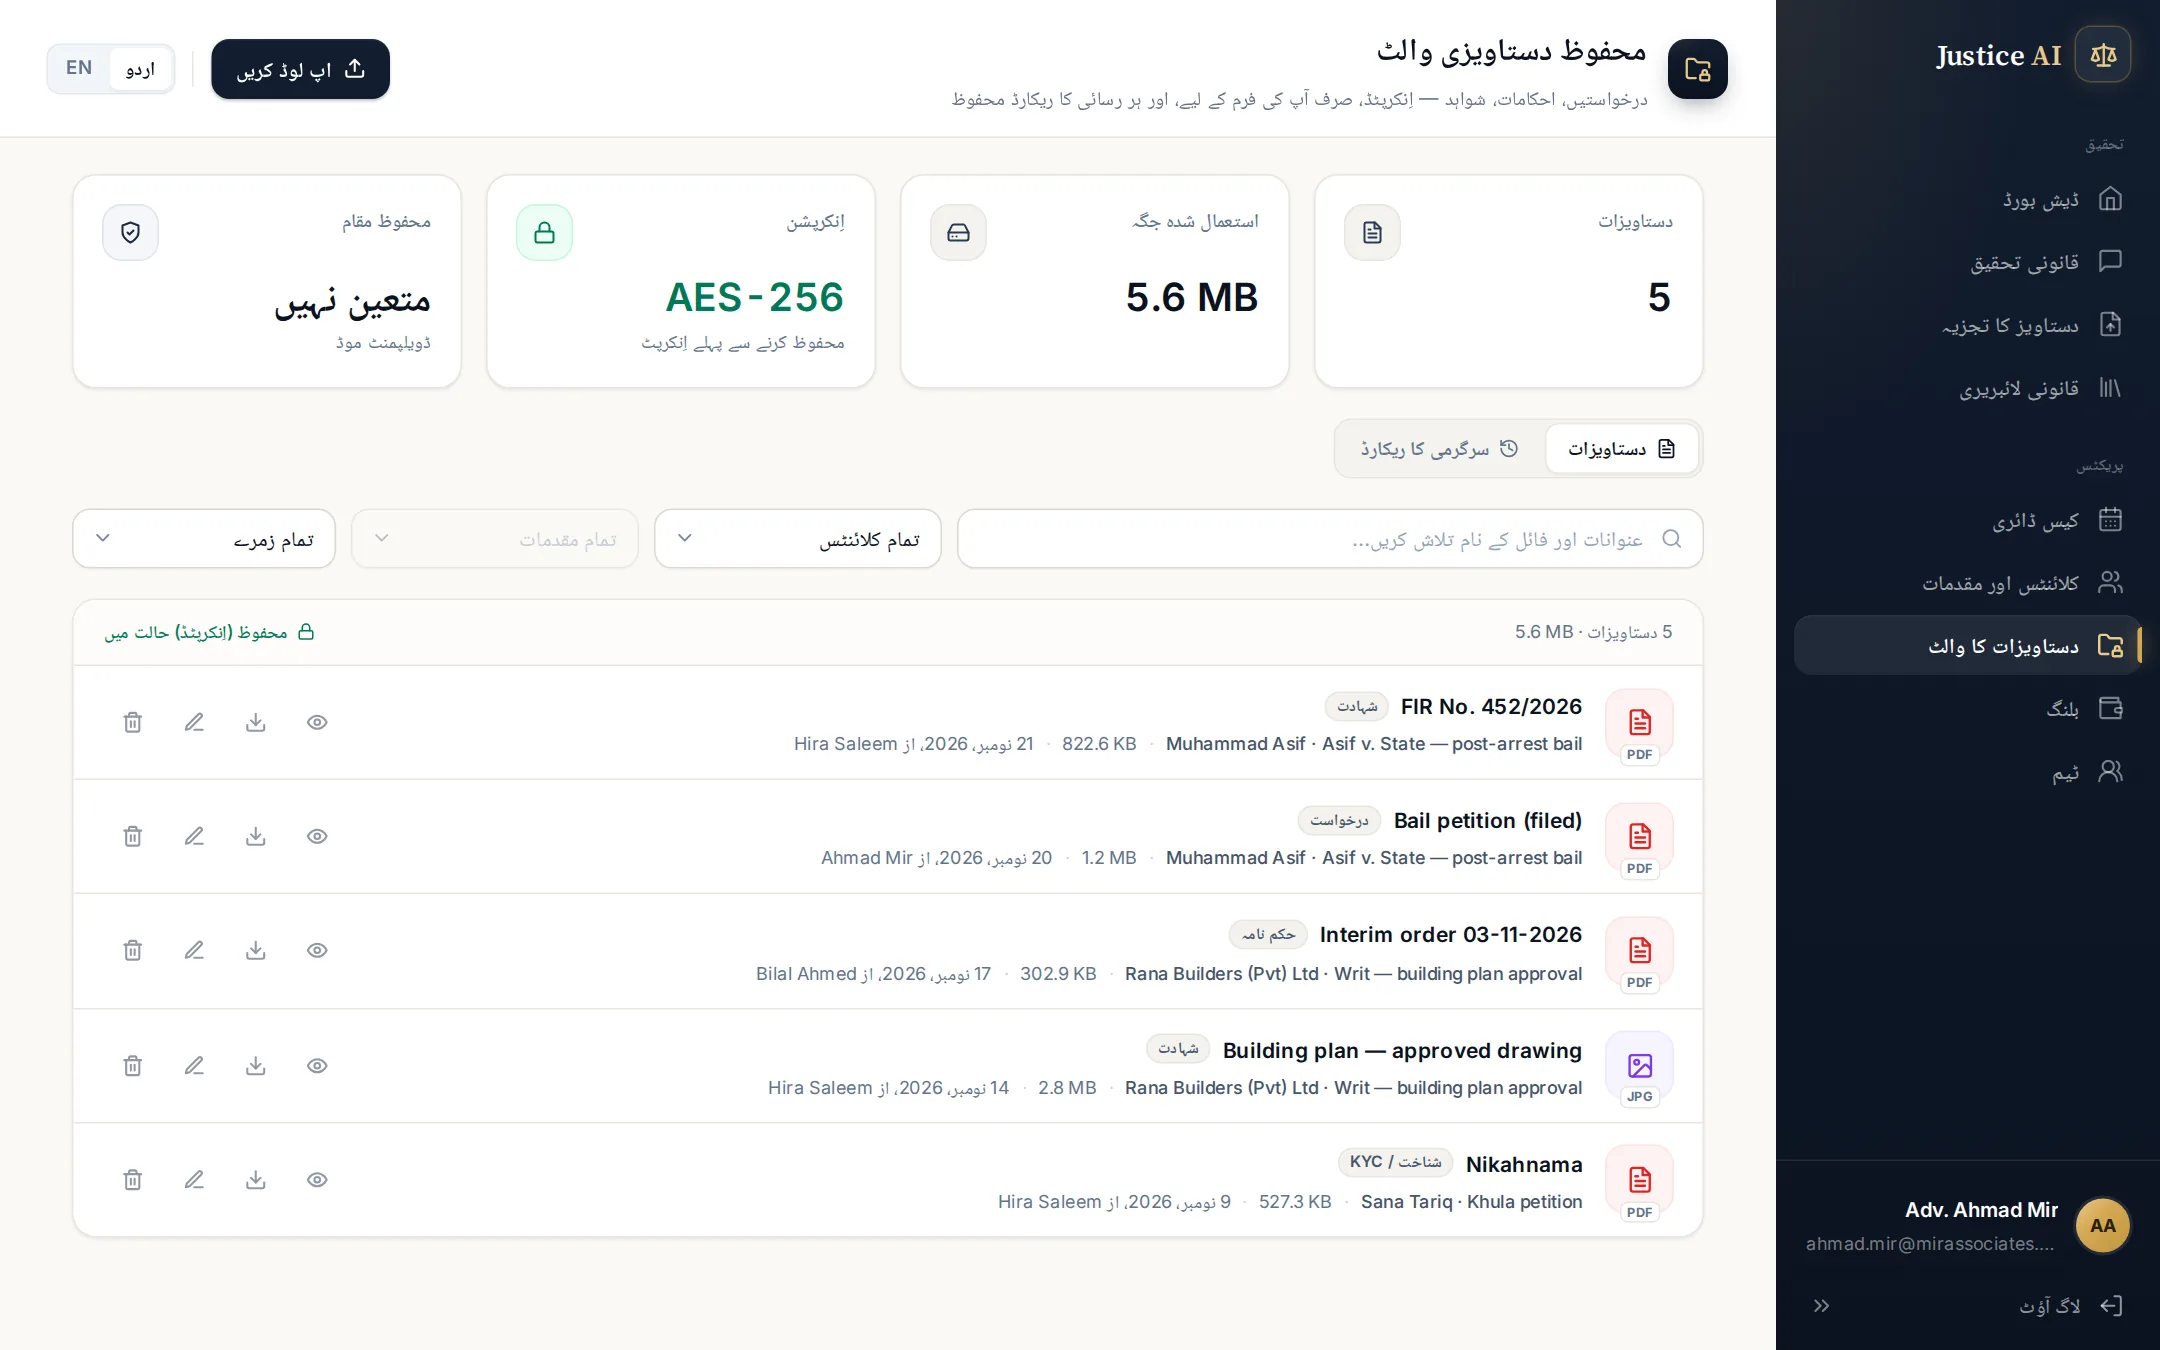 Justice AI
تحقیق
ڈیش بورڈ
قانونی تحقیق
دستاویز کا تجزیہ
قانونی لائبریری
پریکٹس
کیس ڈائری
کلائنٹس اور مقدمات
دستاویزات کا والٹ
بلنگ
ٹیم
AA
Adv. Ahmad Mir
ahmad.mir@mirassociates....
لاگ آؤٹ
محفوظ دستاویزی والٹ
درخواستیں، احکامات، شواہد — اِنکرپٹڈ، صرف آپ کی فرم کے لیے، اور ہر رسائی کا ریکارڈ محفوظ
اپ لوڈ کریں
اردو
EN
دستاویزات
5
استعمال شدہ جگہ
5.6 MB
اِنکرپشن
AES-256
محفوظ کرنے سے پہلے اِنکرپٹ
محفوظ مقام
متعین نہیں
ڈویلپمنٹ موڈ
دستاویزات
سرگرمی کا ریکارڈ
عنوانات اور فائل کے نام تلاش کریں...
تمام کلائنٹس
تمام مقدمات
تمام زمرے
5 دستاویزات · 5.6 MB
محفوظ (اِنکرپٹڈ) حالت میں
FIR No. 452/2026 شہادت
PDF
Muhammad Asif · Asif v. State — post-arrest bail · 822.6 KB · 21 نومبر، 2026، از Hira Saleem
Bail petition (filed) درخواست
PDF
Muhammad Asif · Asif v. State — post-arrest bail · 1.2 MB · 20 نومبر، 2026، از Ahmad Mir
Interim order 03-11-2026 حکم نامہ
PDF
Rana Builders (Pvt) Ltd · Writ — building plan approval · 302.9 KB · 17 نومبر، 2026، از Bilal Ahmed
Building plan — approved drawing شہادت
JPG
Rana Builders (Pvt) Ltd · Writ — building plan approval · 2.8 MB · 14 نومبر، 2026، از Hira Saleem
Nikahnama شناخت / KYC
PDF
Sana Tariq · Khula petition · 527.3 KB · 9 نومبر، 2026، از Hira Saleem